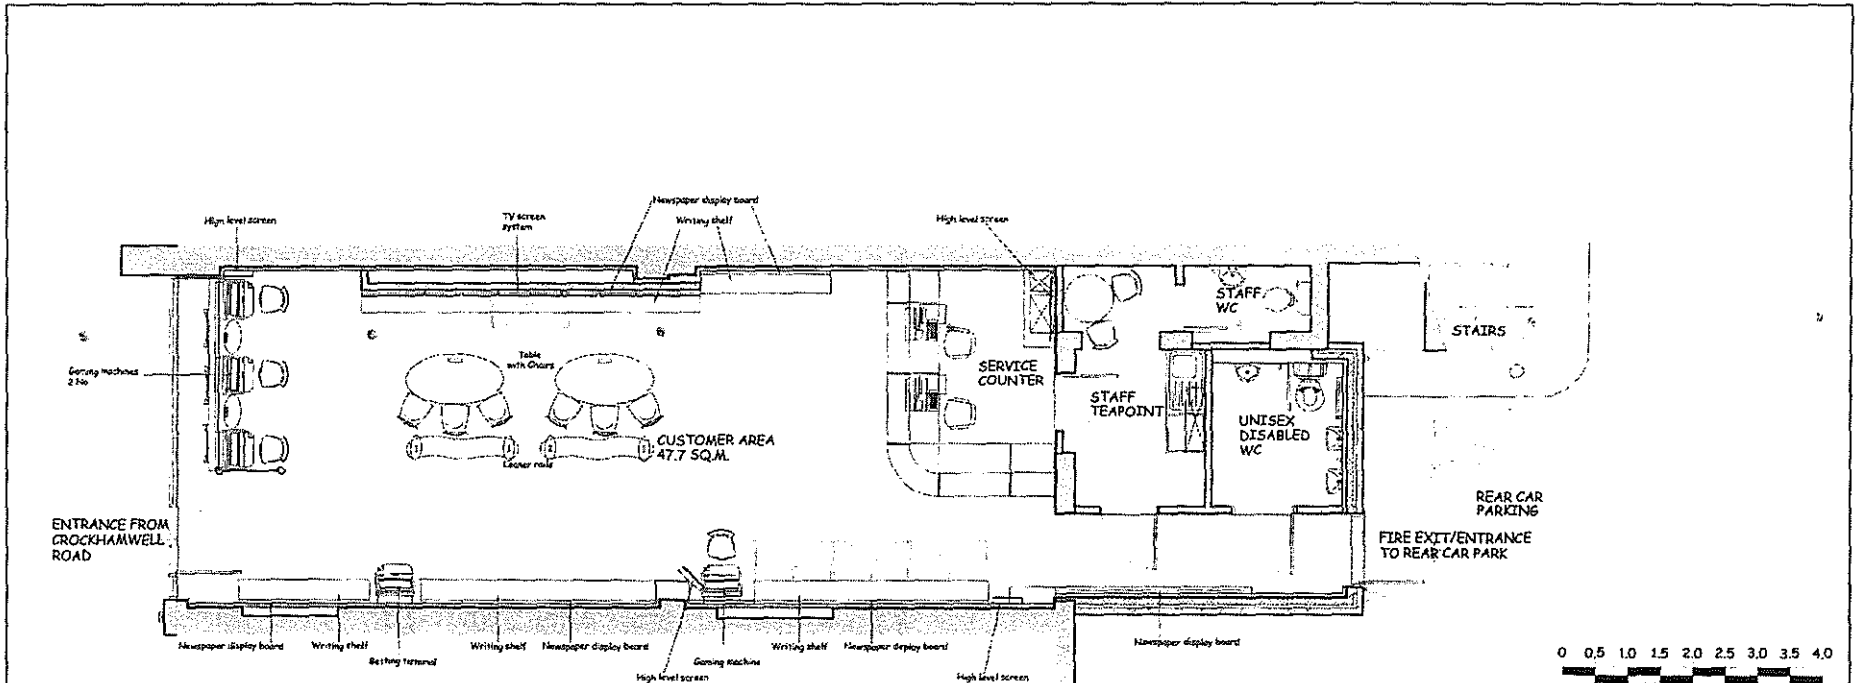 Newspaper display board
High level screen
TV screen
system
Writing shelf
High level screen
STAFF
WC
STAIRS
Gaming machines
2 No
Table
with Chairs
SERVICE
COUNTER
STAFF
TEAPOINT
UNISEX
DISABLED
WC
CUSTOMER AREA
47.7 SQ.M.
Leaner rails
REAR CAR
PARKING
ENTRANCE FROM
CROCKHAMWELL
ROAD
FIRE EXIT/ENTRANCE
TO REAR CAR PARK
Newspaper display board
Writing shelf
Betting terminal
Writing shelf
Newspaper display board
High level screen
Gaming machine
Writing shelf
Newspaper display board
High level screen
Newspaper display board
0 0.5 1.0 1.5 2.0 2.5 3.0 3.5 4.0